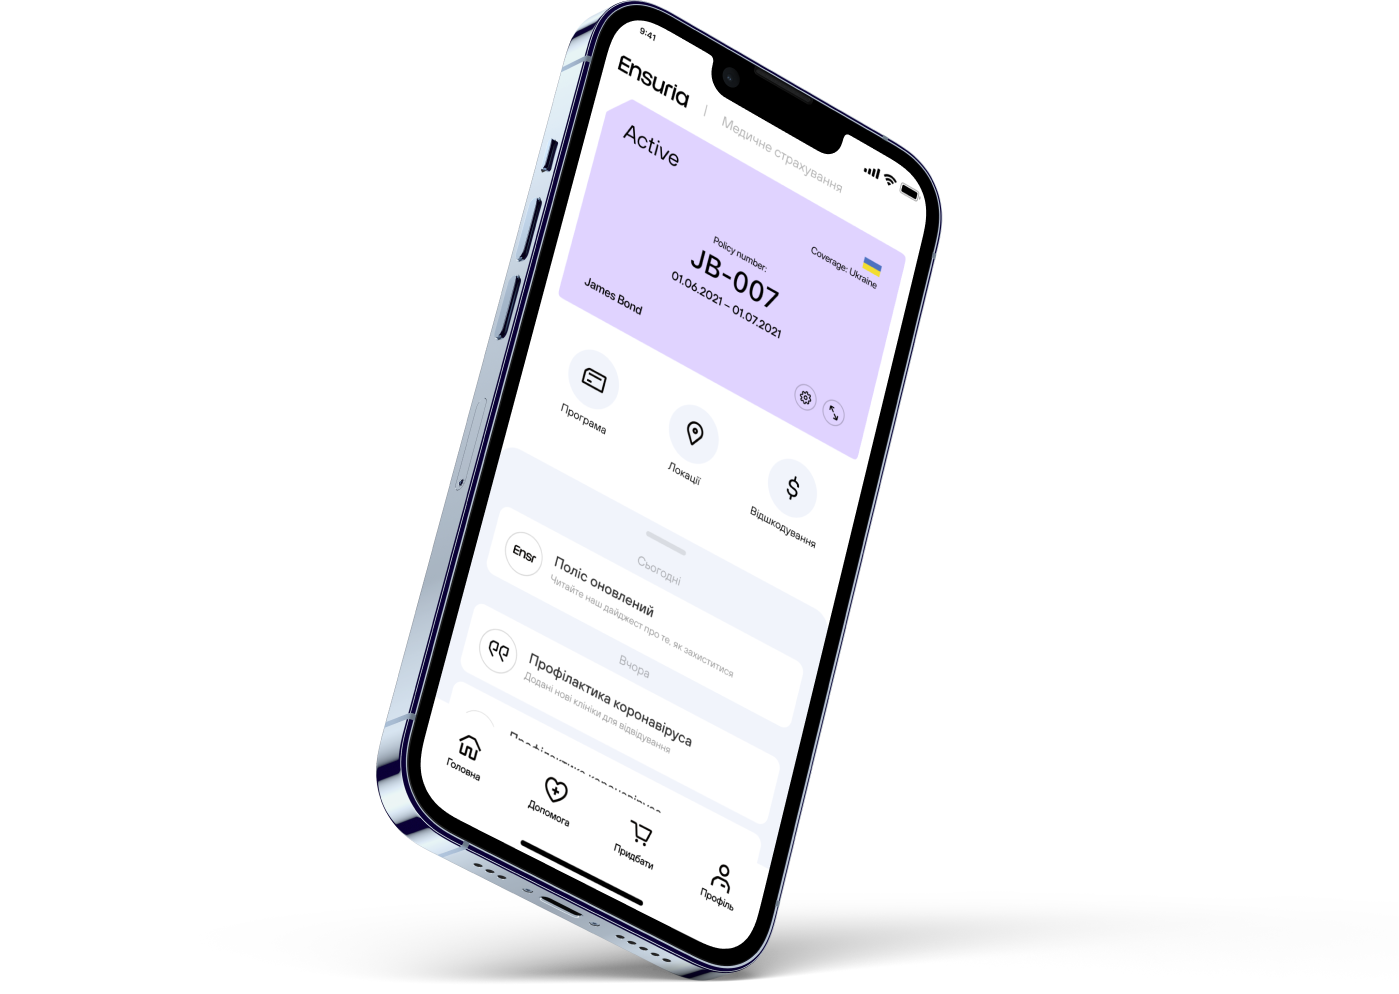 9:41
Ensuria | Медичне страхування
Active
Coverage: Ukraine
Policy number:
JB-007
01.06.2021 – 01.07.2021
James Bond
Програма
Локації
Відшкодування
Сьогодні
Ensr
Поліс оновлений
Читайте наш дайджест про те, як захиститися
Вчора
Профілактика коронавіруса
Додані нові клініки для відвідування
Головна
Допомога
Придбати
Профіль